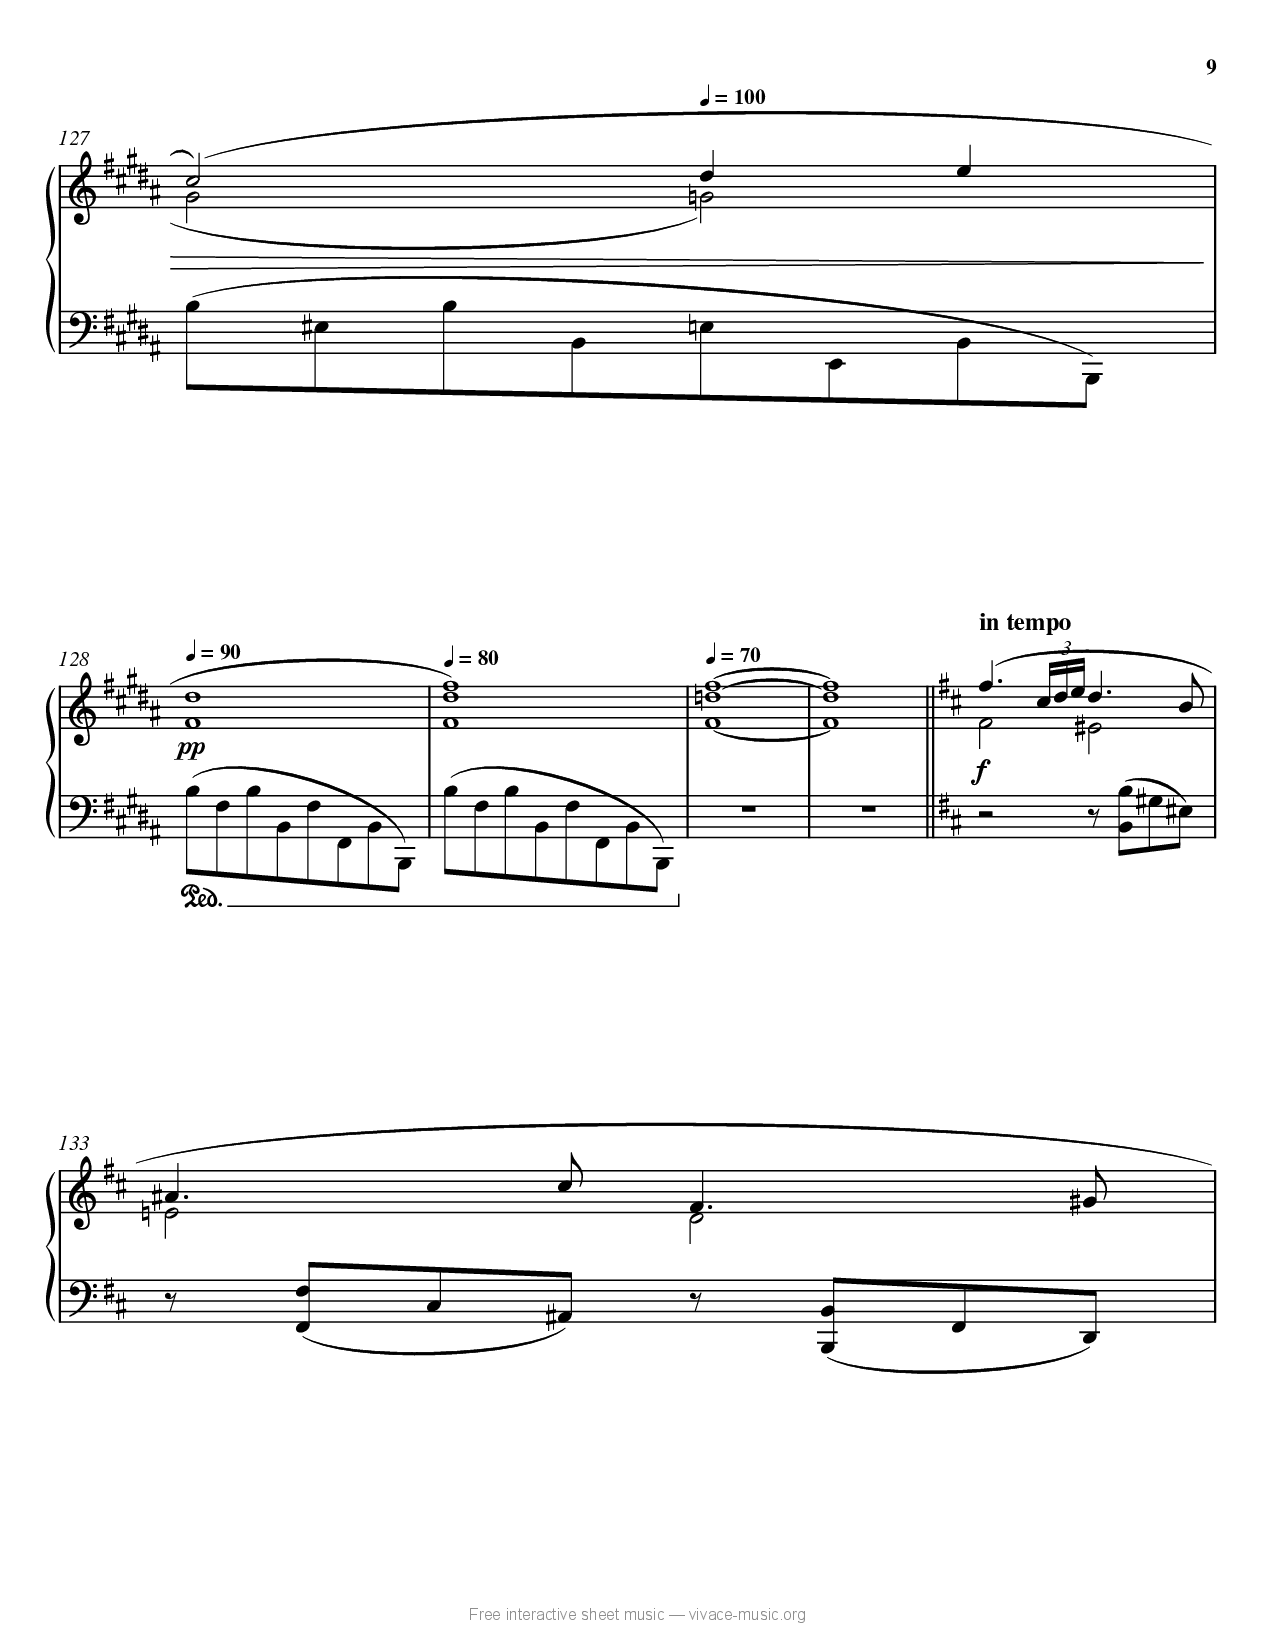 9
♩ = 100
127
in tempo
128
♩ = 90
♩ = 80
♩ = 70
3
pp
f
Ped.
133
Free interactive sheet music — vivace-music.org